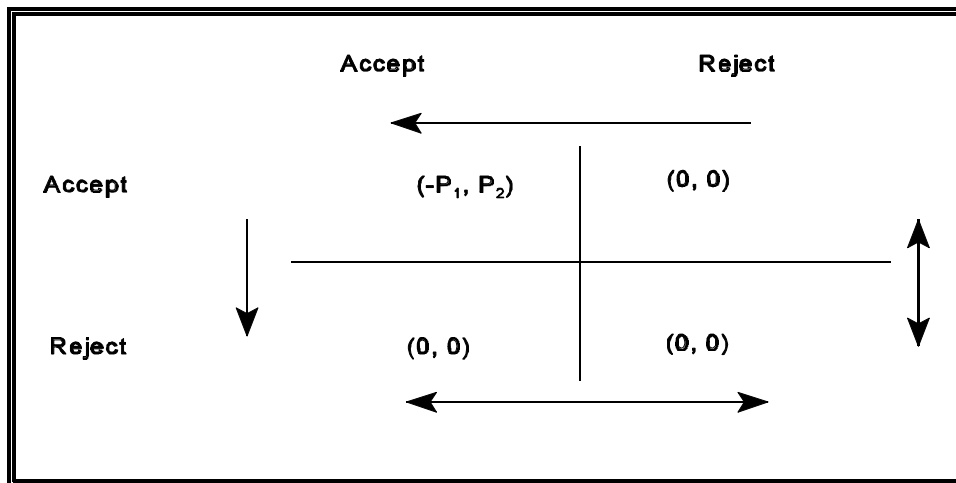 Accept Reject
Accept (-P₁, P₂) (0, 0)
Reject (0, 0) (0, 0)